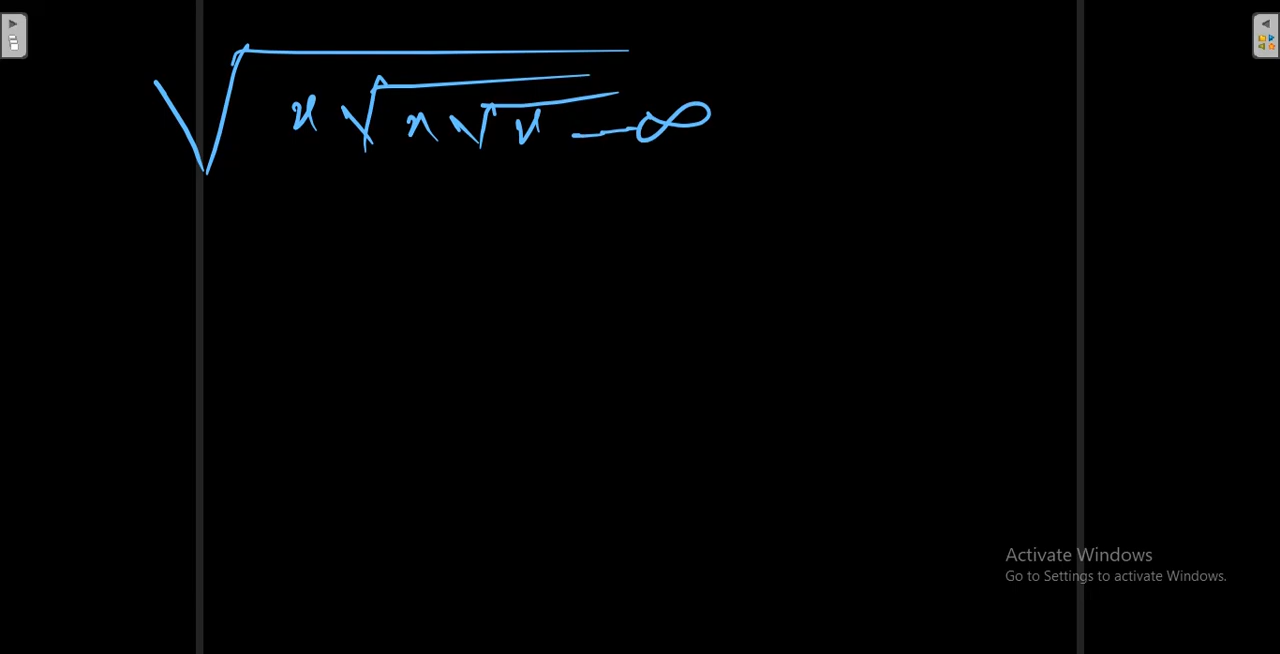 √(x√(x√(x --- ∞
Activate Windows
Go to Settings to activate Windows.